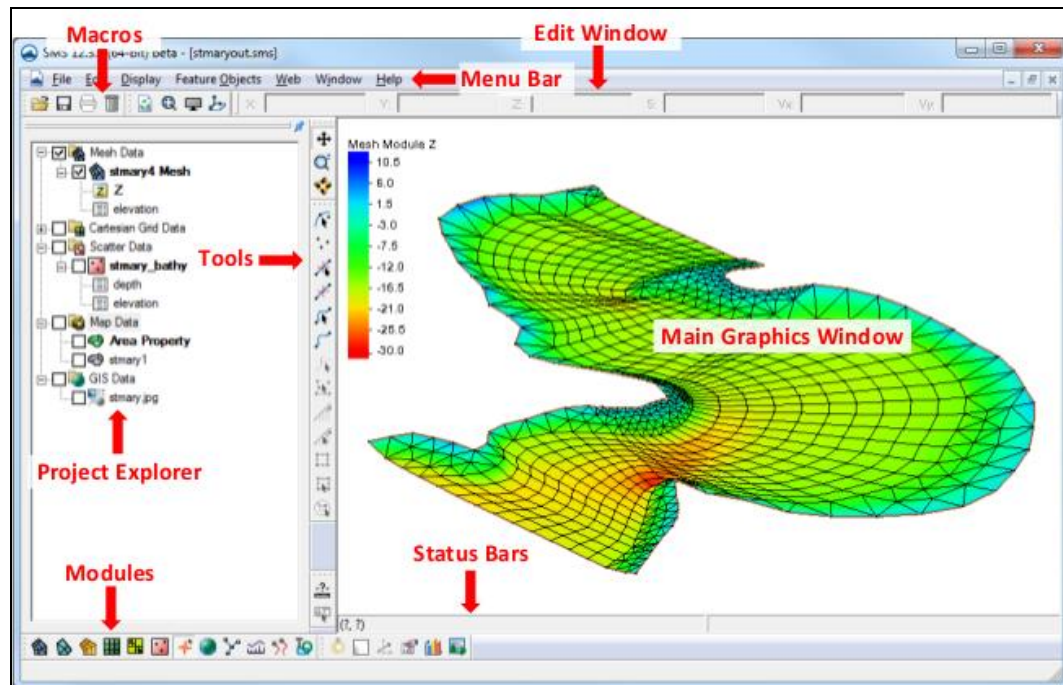 Macros
Edit Window
(64-bit) beta - [stmaryout.sms]
File Display Feature Objects Web Window Help
Menu Bar
X: Y: Z: S: Vx: Vy:
Mesh Data
stmary4 Mesh
Z
elevation
Cartesian Grid Data
Scatter Data
stmary_bathy
depth
elevation
Map Data
Area Property
stmary1
GIS Data
stmary.jpg
Project Explorer
Tools
Mesh Module Z
10.5
6.0
1.5
-3.0
-7.5
-12.0
-16.5
-21.0
-25.5
-30.0
Main Graphics Window
Modules
Status Bars
(?, ?)